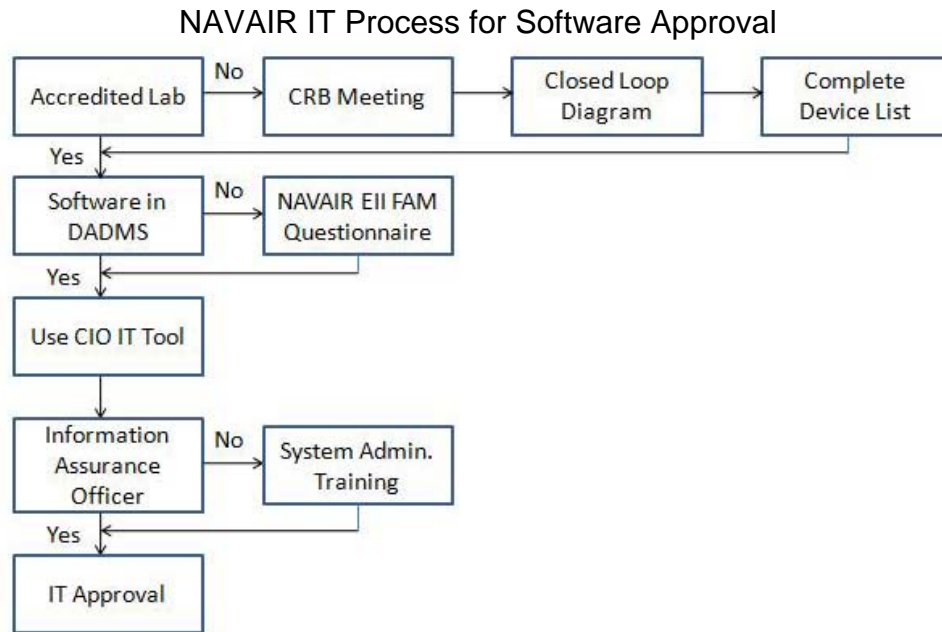 NAVAIR IT Process for Software Approval
Accredited Lab
No
CRB Meeting
Closed Loop
Diagram
Complete
Device List
Yes
Software in
DADMS
No
NAVAIR EII FAM
Questionnaire
Yes
Use CIO IT Tool
Information
Assurance
Officer
No
System Admin.
Training
Yes
IT Approval